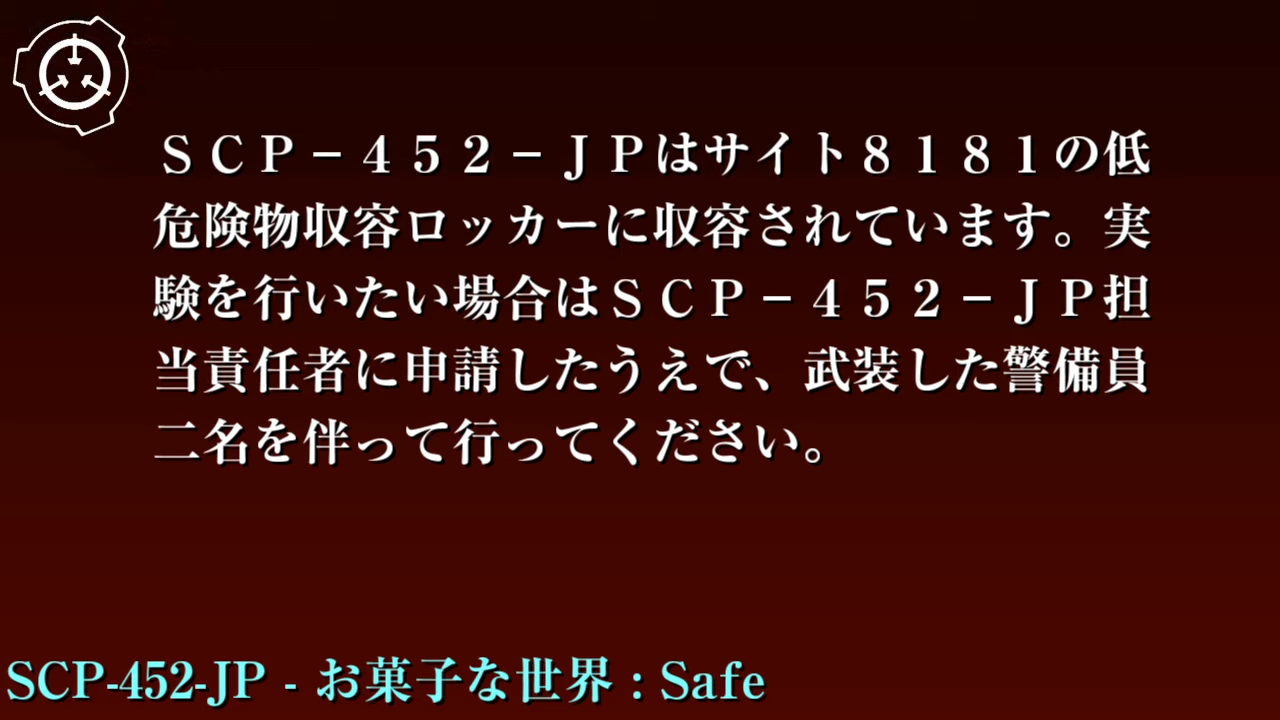 ＳＣＰ－４５２－ＪＰはサイト８１８１の低
危険物収容ロッカーに収容されています。実
験を行いたい場合はＳＣＰ－４５２－ＪＰ担
当責任者に申請したうえで、武装した警備員
二名を伴って行ってください。
SCP-452-JP - お菓子な世界 : Safe